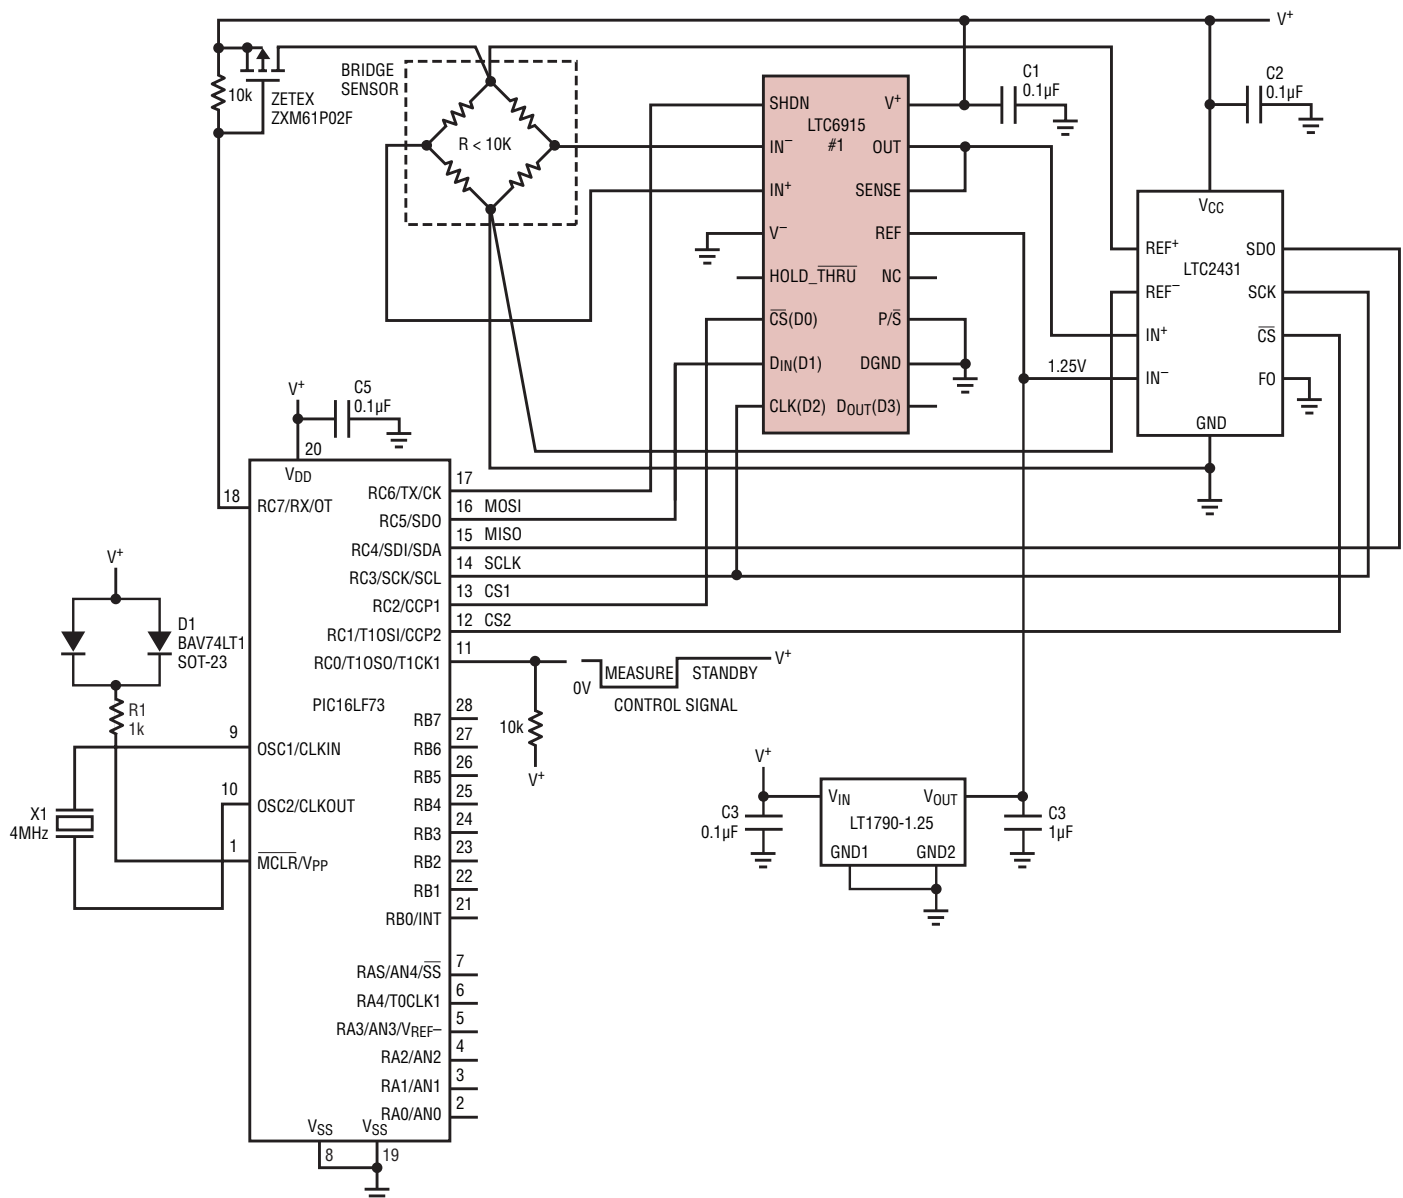 V+
BRIDGE
SENSOR
10k
ZETEX
ZXM61P02F
R < 10K
SHDN
IN−
IN+
V−
HOLD_THRU
CS(D0)
DIN(D1)
CLK(D2)
LTC6915
#1
V+
OUT
SENSE
REF
NC
P/S
DGND
DOUT(D3)
C1
0.1µF
C2
0.1µF
VCC
REF+
REF−
IN+
IN−
LTC2431
SDO
SCK
CS
FO
GND
1.25V
V+
C5
0.1µF
20
VDD
18
RC7/RX/OT
RC6/TX/CK
17
RC5/SDO
16 MOSI
RC4/SDI/SDA
15 MISO
RC3/SCK/SCL
14 SCLK
RC2/CCP1
13 CS1
RC1/T1OSI/CCP2
12 CS2
RC0/T1OSO/T1CK1
11
V+
D1
BAV74LT1
SOT-23
R1
1k
9
OSC1/CLKIN
10
OSC2/CLKOUT
X1
4MHz
1
MCLR/VPP
PIC16LF73
0V
MEASURE
STANDBY
V+
CONTROL SIGNAL
10k
V+
RB7
28
RB6
27
RB5
26
RB4
25
RB3
24
RB2
23
RB1
22
RB0/INT
21
RAS/AN4/SS
7
RA4/T0CLK1
6
RA3/AN3/VREF−
5
RA2/AN2
4
RA1/AN1
3
RA0/AN0
2
VSS
VSS
8
19
V+
C3
0.1µF
VIN
VOUT
LT1790-1.25
GND1
GND2
C3
1µF